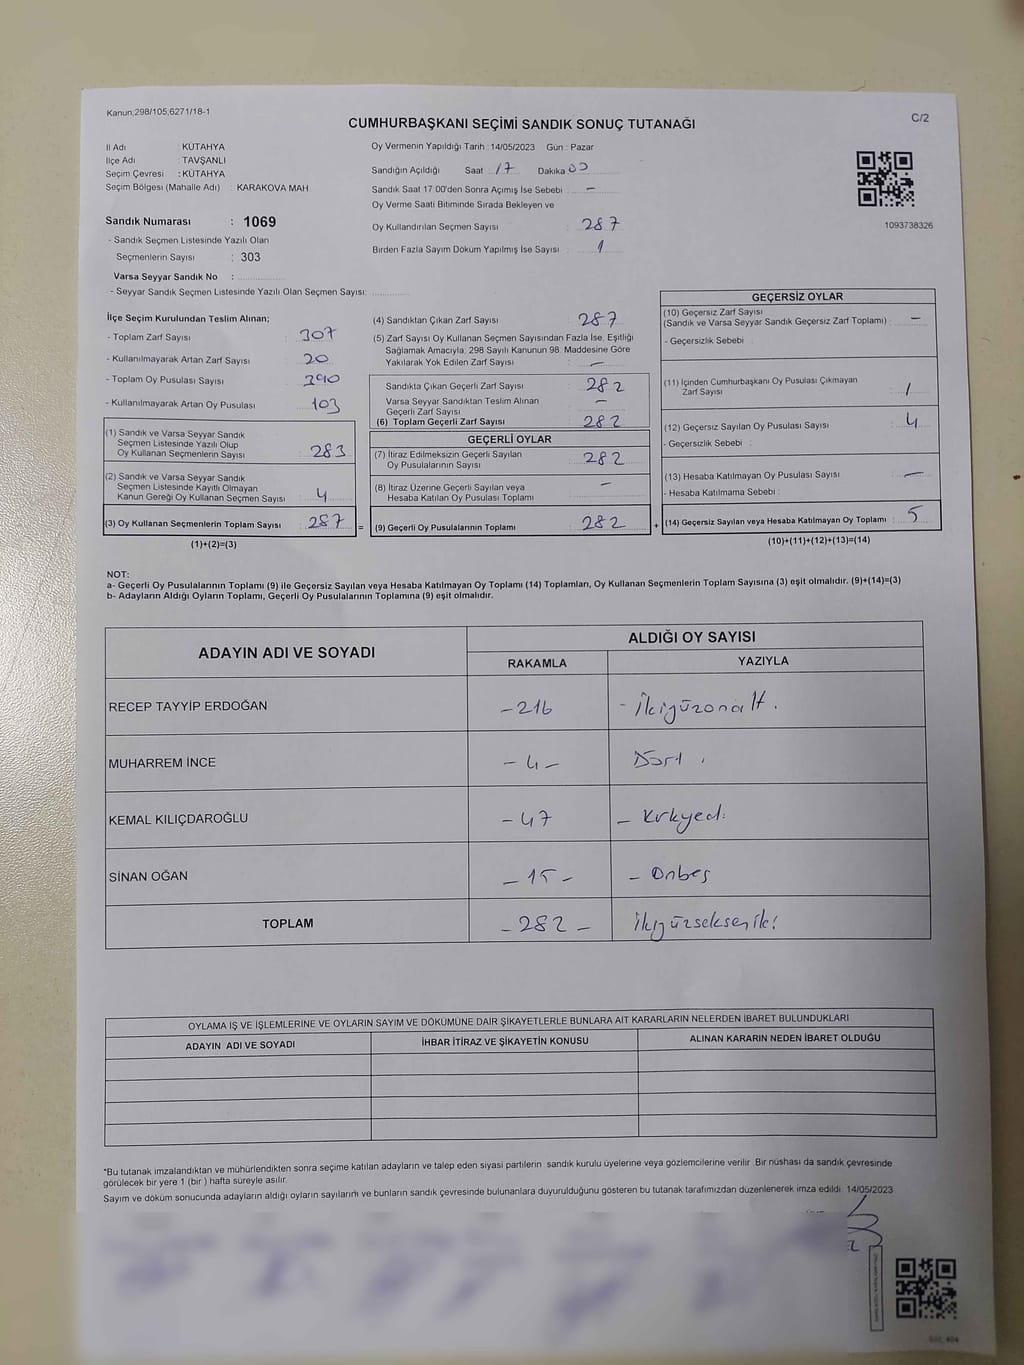 Kanun;298/105;6271/18-1
C/2
CUMHURBAŞKANI SEÇİMİ SANDIK SONUÇ TUTANAĞI
İl Adı : KÜTAHYA
İlçe Adı : TAVŞANLI
Seçim Çevresi : KÜTAHYA
Seçim Bölgesi (Mahalle Adı) : KARAKOVA MAH
Sandık Numarası : 1069
- Sandık Seçmen Listesinde Yazılı Olan
Seçmenlerin Sayısı : 303
Varsa Seyyar Sandık No :
- Seyyar Sandık Seçmen Listesinde Yazılı Olan Seçmen Sayısı:
Oy Vermenin Yapıldığı Tarih : 14/05/2023 Gün : Pazar
Sandığın Açıldığı Saat 17 Dakika 00
Sandık Saat 17:00'den Sonra Açımış İse Sebebi : –
Oy Verme Saati Bitiminde Sırada Bekleyen ve
Oy Kullandırılan Seçmen Sayısı : 287
Birden Fazla Sayım Döküm Yapılmış İse Sayısı : 1
1093738326
İlçe Seçim Kurulundan Teslim Alınan;
- Toplam Zarf Sayısı : 307
- Kullanılmayarak Artan Zarf Sayısı : 20
- Toplam Oy Pusulası Sayısı : 390
- Kullanılmayarak Artan Oy Pusulası : 103
(1) Sandık ve Varsa Seyyar Sandık
Seçmen Listesinde Yazılı Olup
Oy Kullanan Seçmenlerin Sayısı : 283
(2) Sandık ve Varsa Seyyar Sandık
Seçmen Listesinde Kayıtlı Olmayan
Kanun Gereği Oy Kullanan Seçmen Sayısı : 4
(3) Oy Kullanan Seçmenlerin Toplam Sayısı : 287 =
(1)+(2)=(3)
(4) Sandıktan Çıkan Zarf Sayısı : 287
(5) Zarf Sayısı Oy Kullanan Seçmen Sayısından Fazla İse, Eşitliği
Sağlamak Amacıyla; 298 Sayılı Kanunun 98. Maddesine Göre
Yakılarak Yok Edilen Zarf Sayısı : –
Sandıkta Çıkan Geçerli Zarf Sayısı : 282
Varsa Seyyar Sandıktan Teslim Alınan
Geçerli Zarf Sayısı : –
(6) Toplam Geçerli Zarf Sayısı : 282
GEÇERLİ OYLAR
(7) İtiraz Edilmeksizin Geçerli Sayılan
Oy Pusulalarının Sayısı : 282
(8) İtiraz Üzerine Geçerli Sayılan veya
Hesaba Katılan Oy Pusulası Toplamı : –
(9) Geçerli Oy Pusulalarının Toplamı : 282 +
GEÇERSİZ OYLAR
(10) Geçersiz Zarf Sayısı
(Sandık ve Varsa Seyyar Sandık Geçersiz Zarf Toplamı) : –
- Geçersizlik Sebebi :
(11) İçinden Cumhurbaşkanı Oy Pusulası Çıkmayan
Zarf Sayısı : 1
(12) Geçersiz Sayılan Oy Pusulası Sayısı : 4
- Geçersizlik Sebebi :
(13) Hesaba Katılmayan Oy Pusulası Sayısı : –
- Hesaba Katılmama Sebebi :
(14) Geçersiz Sayılan veya Hesaba Katılmayan Oy Toplamı : 5
(10)+(11)+(12)+(13)=(14)
NOT:
a- Geçerli Oy Pusulalarının Toplamı (9) ile Geçersiz Sayılan veya Hesaba Katılmayan Oy Toplamı (14) Toplamları, Oy Kullanan Seçmenlerin Toplam Sayısına (3) eşit olmalıdır. (9)+(14)=(3)
b- Adayların Aldığı Oyların Toplamı, Geçerli Oy Pusulalarının Toplamına (9) eşit olmalıdır.
ADAYIN ADI VE SOYADI ALDIĞI OY SAYISI
RAKAMLA YAZIYLA
RECEP TAYYİP ERDOĞAN – 216 - İkiyüzonaltı.
MUHARREM İNCE – 4 – Dört .
KEMAL KILIÇDAROĞLU – 47 – Kırkyedi
SİNAN OĞAN – 15 – – Onbeş
TOPLAM – 282 – İkiyüzsekseniki
OYLAMA İŞ VE İŞLEMLERİNE VE OYLARIN SAYIM VE DÖKÜMÜNE DAİR ŞİKAYETLERLE BUNLARA AİT KARARLARIN NELERDEN İBARET BULUNDUKLARI
ADAYIN ADI VE SOYADI İHBAR İTİRAZ VE ŞİKAYETİN KONUSU ALINAN KARARIN NEDEN İBARET OLDUĞU
*Bu tutanak imzalandıktan ve mühürlendikten sonra seçime katılan adayların ve talep eden siyasi partilerin sandık kurulu üyelerine veya gözlemcilerine verilir. Bir nüshası da sandık çevresinde
görülecek bir yere 1 (bir ) hafta süreyle asılır.
Sayım ve döküm sonucunda adayların aldığı oyların sayılarını ve bunların sandık çevresinde bulunanlara duyurulduğunu gösteren bu tutanak tarafımızdan düzenlenerek imza edildi. 14/05/2023